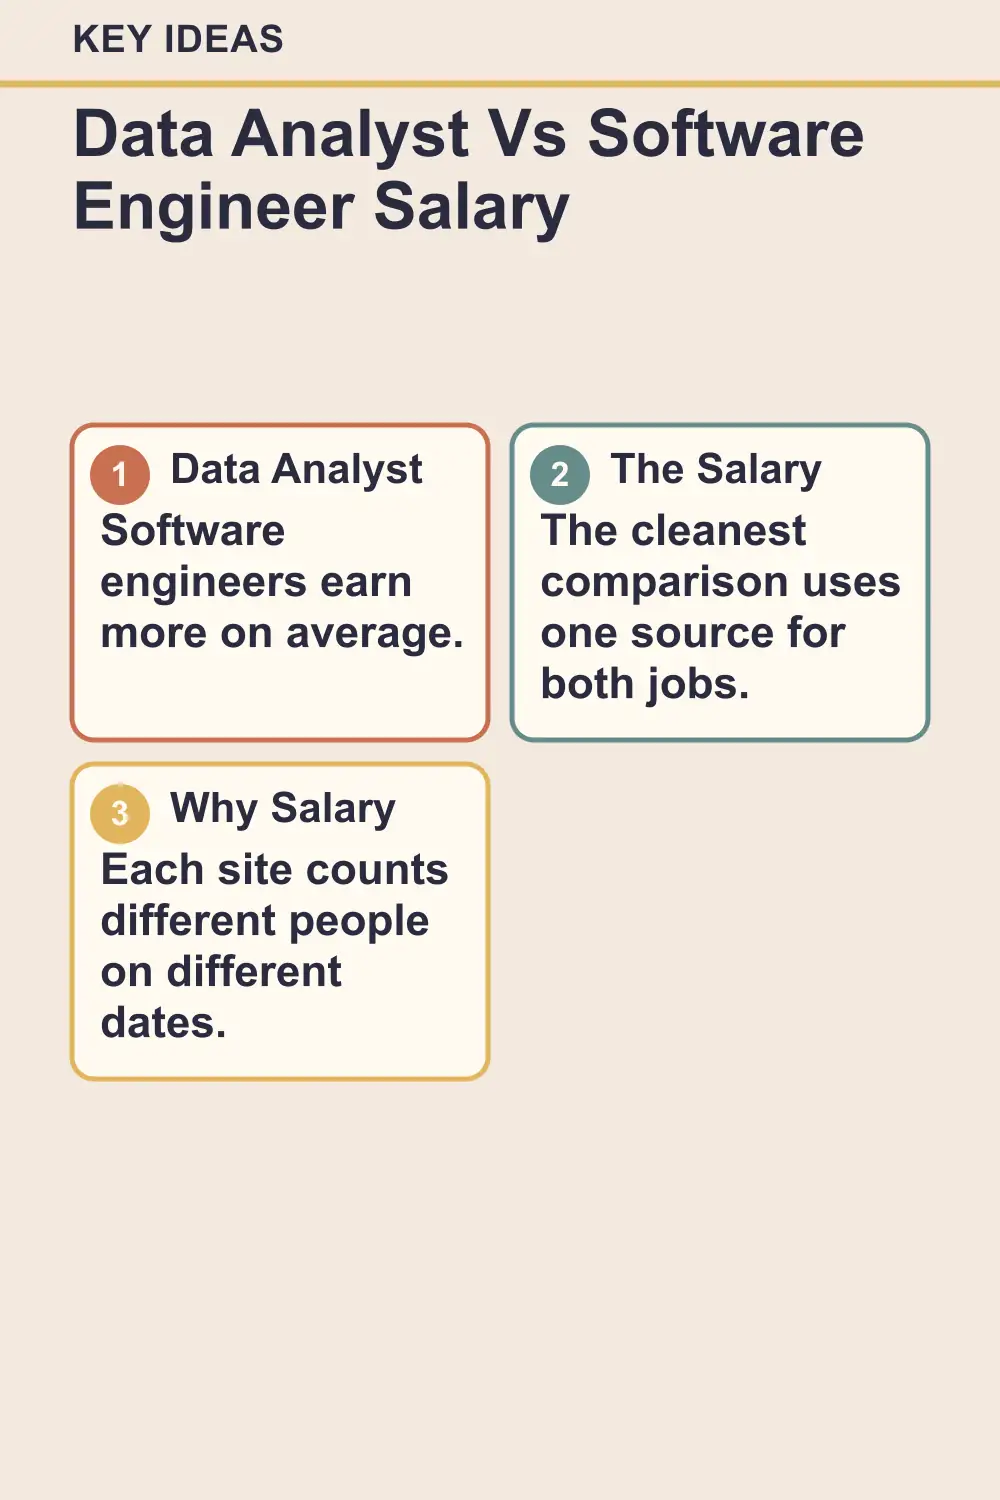 KEY IDEAS
Data Analyst Vs Software
Engineer Salary
1 Data Analyst
Software
engineers earn
more on average.
2 The Salary
The cleanest
comparison uses
one source for
both jobs.
3 Why Salary
Each site counts
different people
on different
dates.